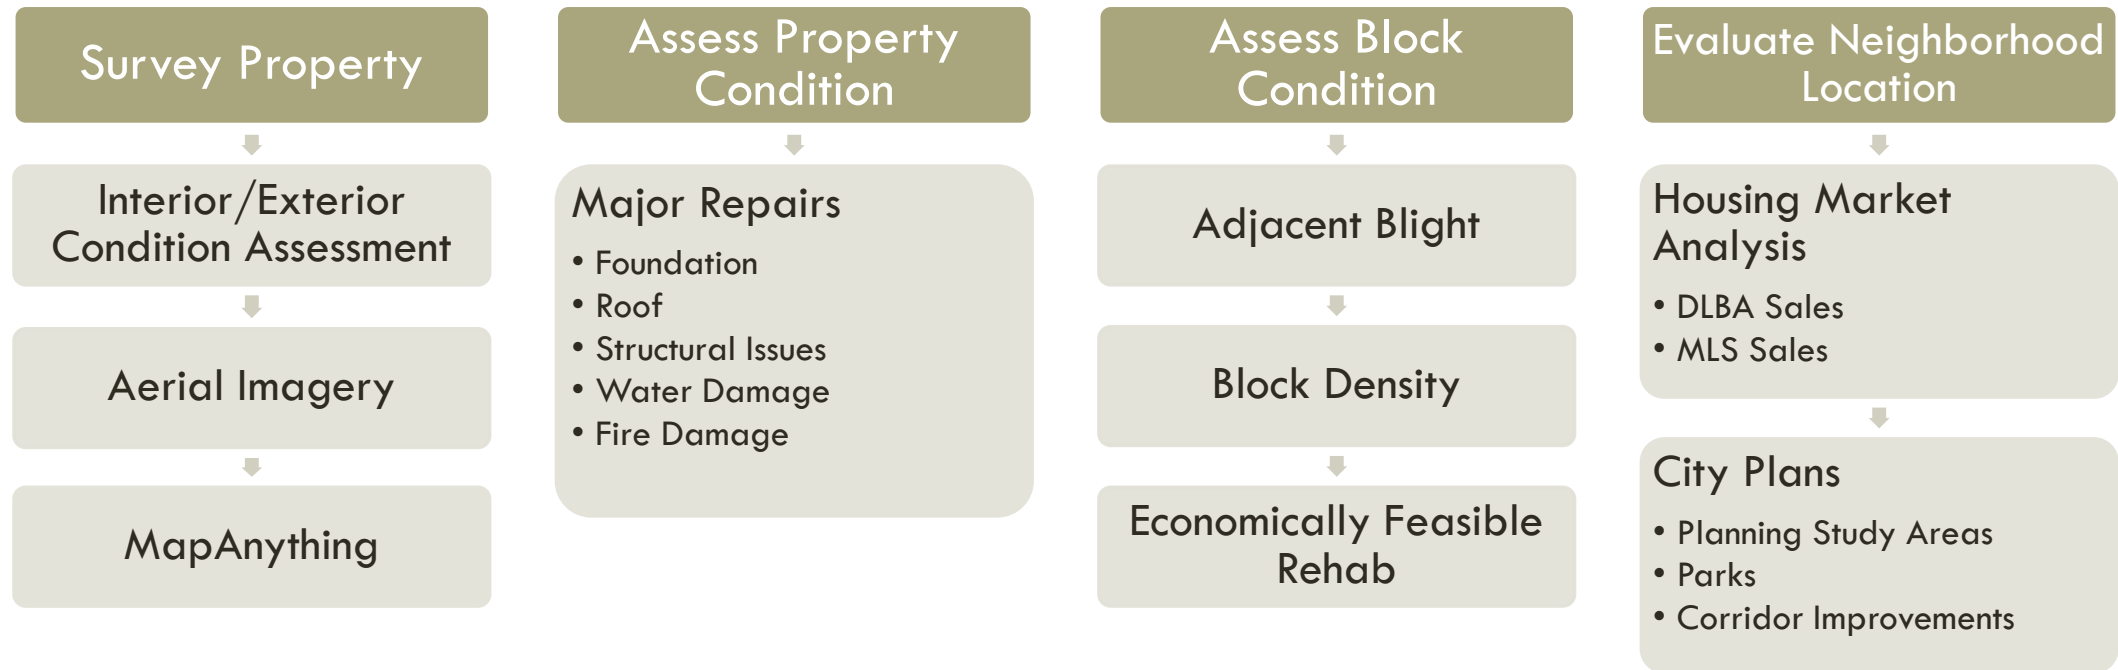 Survey Property
Interior/Exterior
Condition Assessment
Aerial Imagery
MapAnything
Assess Property
Condition
Major Repairs
• Foundation
• Roof
• Structural Issues
• Water Damage
• Fire Damage
Assess Block
Condition
Adjacent Blight
Block Density
Economically Feasible
Rehab
Evaluate Neighborhood
Location
Housing Market
Analysis
• DLBA Sales
• MLS Sales
City Plans
• Planning Study Areas
• Parks
• Corridor Improvements